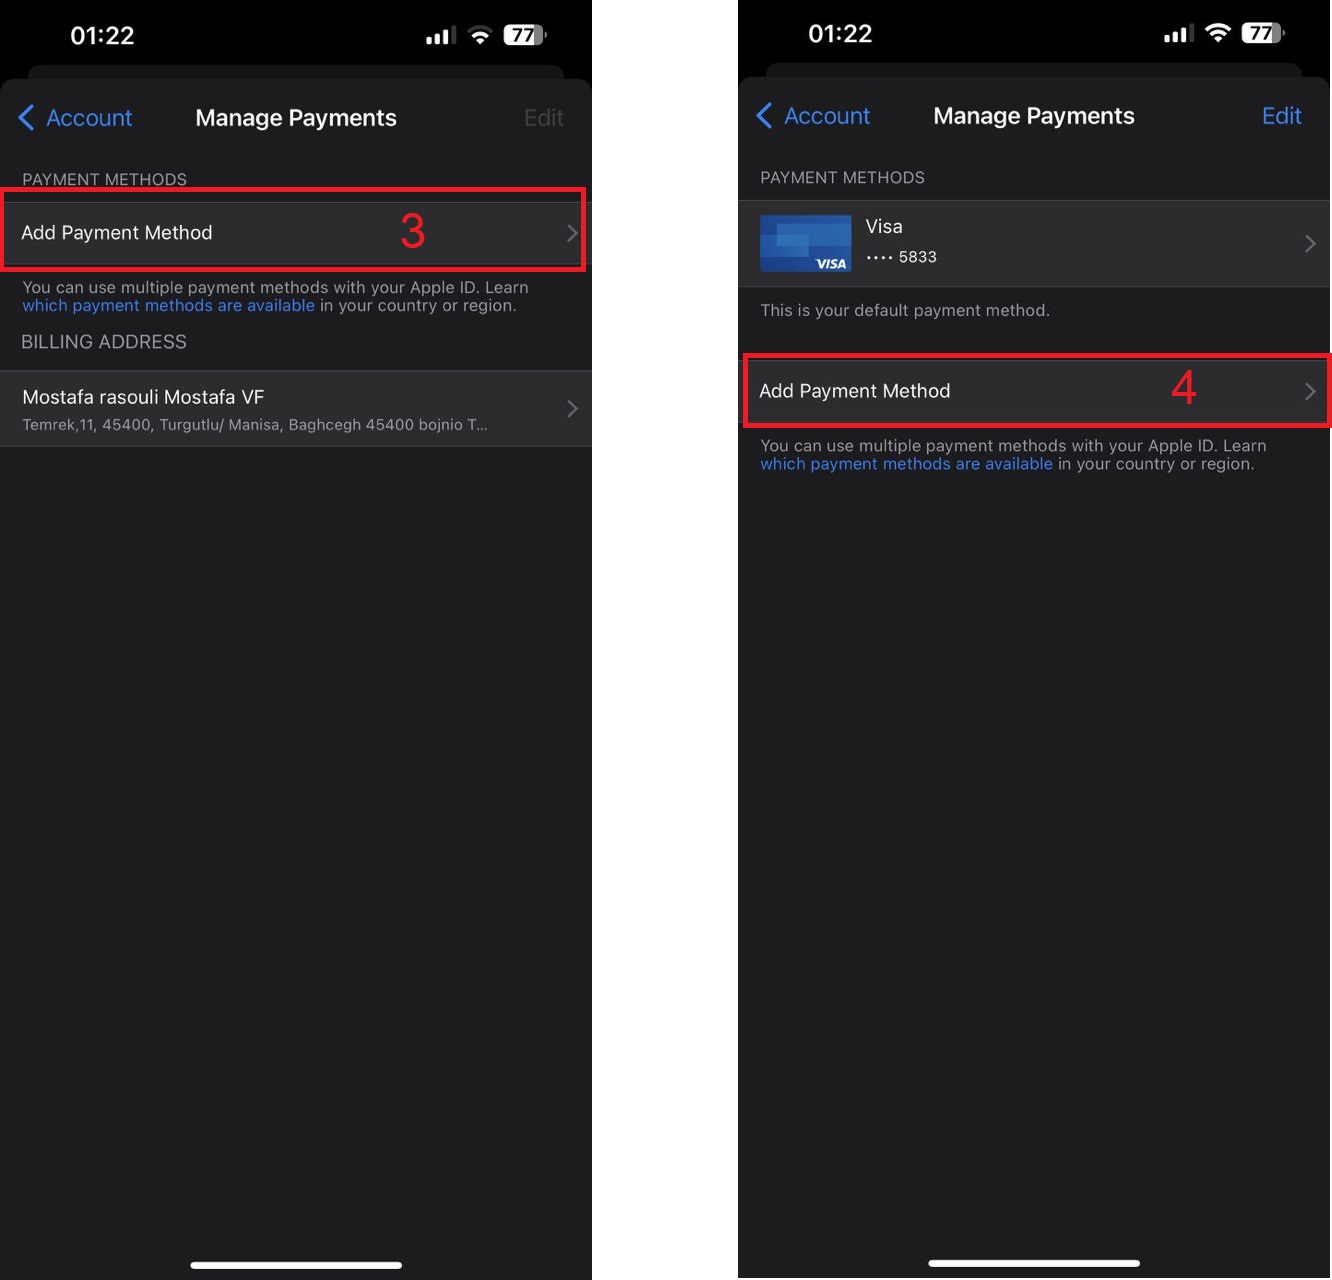 01:22
77
Account
Manage Payments
Edit
PAYMENT METHODS
Add Payment Method
3
You can use multiple payment methods with your Apple ID. Learn
which payment methods are available in your country or region.
BILLING ADDRESS
Mostafa rasouli Mostafa VF
Temrek,11, 45400, Turgutlu/ Manisa, Baghcegh 45400 bojnio T...
01:22
77
Account
Manage Payments
Edit
PAYMENT METHODS
VISA
Visa
•••• 5833
This is your default payment method.
Add Payment Method
4
You can use multiple payment methods with your Apple ID. Learn
which payment methods are available in your country or region.